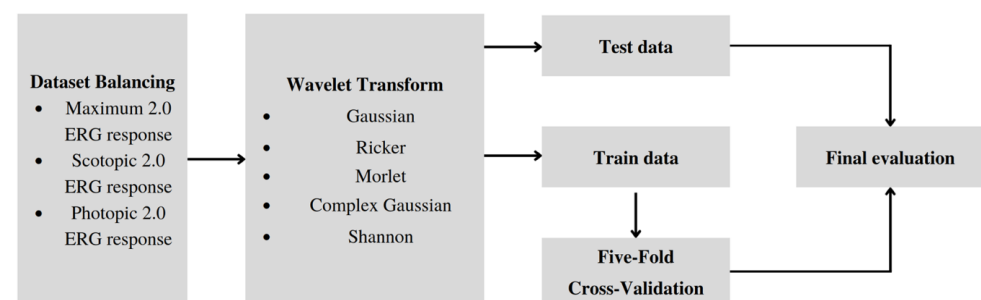 Dataset Balancing
• Maximum 2.0
ERG response
• Scotopic 2.0
ERG response
• Photopic 2.0
ERG response
Wavelet Transform
• Gaussian
• Ricker
• Morlet
• Complex Gaussian
• Shannon
Test data
Train data
Five-Fold
Cross-Validation
Final evaluation